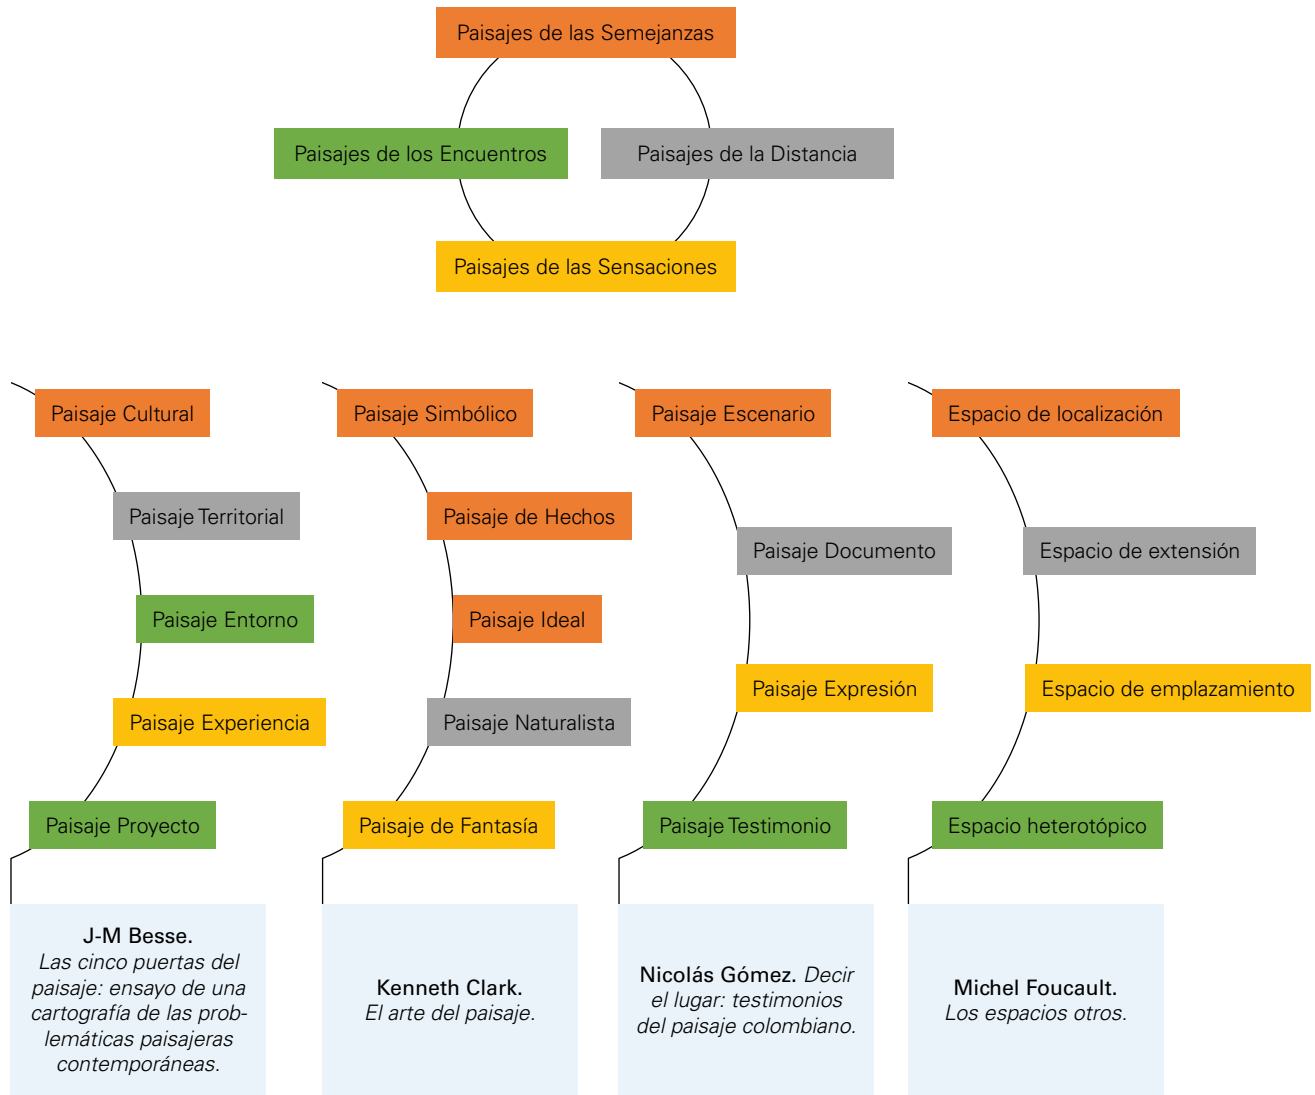 Paisajes de las Semejanzas
Paisajes de los Encuentros
Paisajes de la Distancia
Paisajes de las Sensaciones
Paisaje Cultural
Paisaje Territorial
Paisaje Entorno
Paisaje Experiencia
Paisaje Proyecto
J-M Besse.
Las cinco puertas del
paisaje: ensayo de una
cartografía de las prob-
lemáticas paisajeras
contemporáneas.
Paisaje Simbólico
Paisaje de Hechos
Paisaje Ideal
Paisaje Naturalista
Paisaje de Fantasía
Kenneth Clark.
El arte del paisaje.
Paisaje Escenario
Paisaje Documento
Paisaje Expresión
Paisaje Testimonio
Nicolás Gómez. Decir
el lugar: testimonios
del paisaje colombiano.
Espacio de localización
Espacio de extensión
Espacio de emplazamiento
Espacio heterotópico
Michel Foucault.
Los espacios otros.